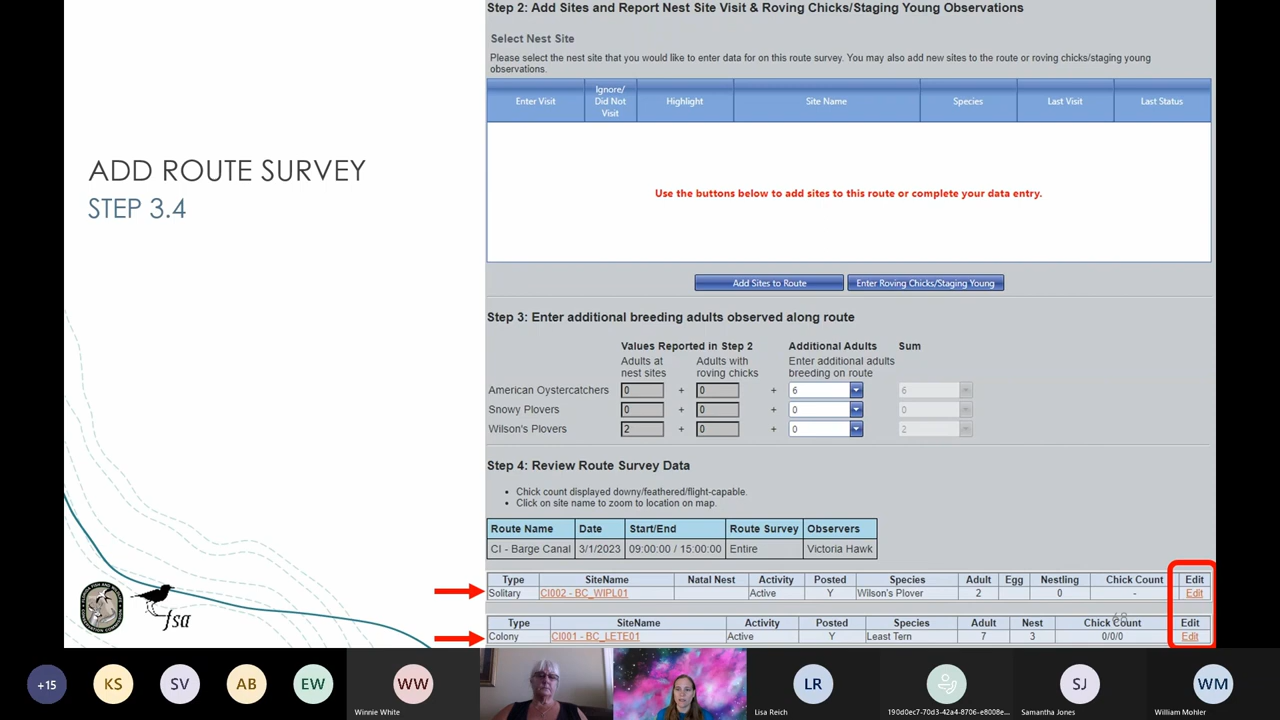 ADD ROUTE SURVEY
STEP 3.4
fsa
Step 2: Add Sites and Report Nest Site Visit & Roving Chicks/Staging Young Observations
Select Nest Site
Please select the nest site that you would like to enter data for on this route survey. You may also add new sites to the route or roving chicks/staging young
observations.
Enter Visit Ignore/ Did Not Visit Highlight Site Name Species Last Visit Last Status
Use the buttons below to add sites to this route or complete your data entry.
Add Sites to Route Enter Roving Chicks/Staging Young
Step 3: Enter additional breeding adults observed along route
Values Reported in Step 2 Additional Adults Sum
Adults at nest sites Adults with roving chicks Enter additional adults breeding on route
American Oystercatchers 0 + 0 + 6 6
Snowy Plovers 0 + 0 + 0 0
Wilson's Plovers 2 + 0 + 0 2
Step 4: Review Route Survey Data
• Chick count displayed downy/feathered/flight-capable.
• Click on site name to zoom to location on map.
Route Name Date Start/End Route Survey Observers
CI - Barge Canal 3/1/2023 09:00:00 / 15:00:00 Entire Victoria Hawk
Type SiteName Natal Nest Activity Posted Species Adult Egg Nestling Chick Count Edit
Solitary CI002 - BC_WIPL01 Active Y Wilson's Plover 2 0 - Edit
Type SiteName Activity Posted Species Adult Nest Chick Count Edit
Colony CI001 - BC_LETE01 Active Y Least Tern 7 3 0/0/0 Edit
+15 KS SV AB EW WW LR SJ WM
Winnie White Lisa Reich 190d0ec7-70d3-42a4-8706-e8008e... Samantha Jones William Mohler